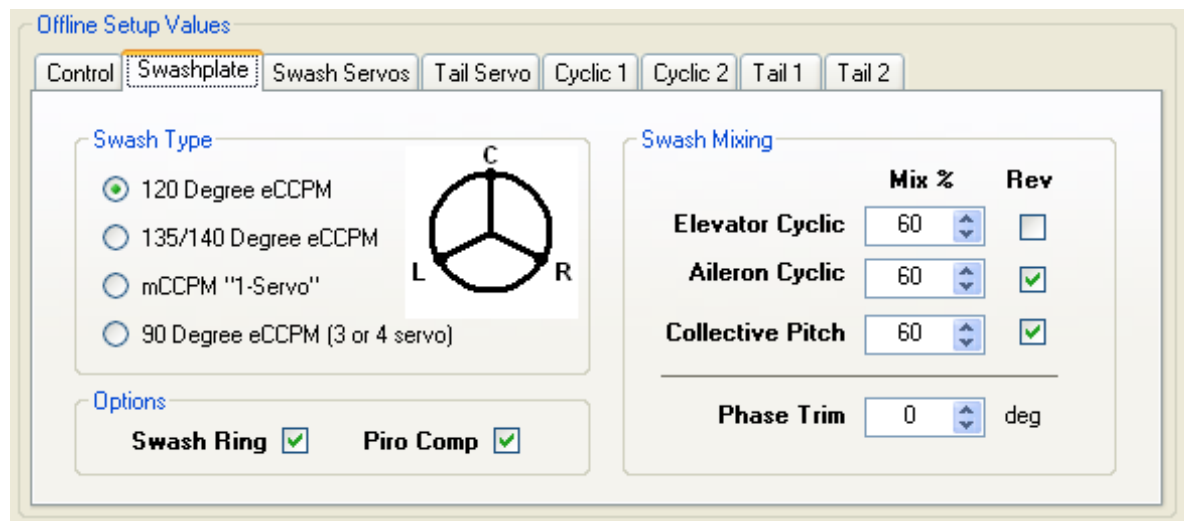 Offline Setup Values
Control Swashplate Swash Servos Tail Servo Cyclic 1 Cyclic 2 Tail 1 Tail 2
Swash Type
120 Degree eCCPM
135/140 Degree eCCPM
mCCPM "1-Servo"
90 Degree eCCPM (3 or 4 servo)
C
L R
Options
Swash Ring Piro Comp
Swash Mixing
Mix % Rev
Elevator Cyclic 60
Aileron Cyclic 60
Collective Pitch 60
Phase Trim 0 deg